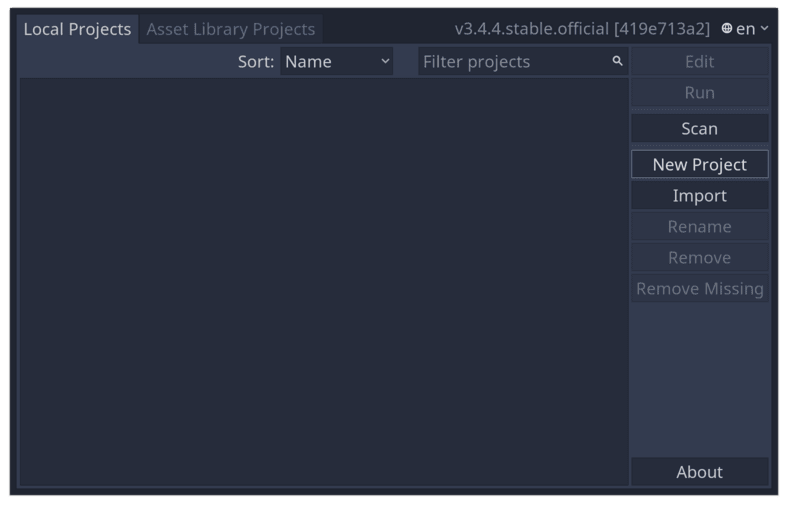 Local Projects Asset Library Projects v3.4.4.stable.official [419e713a2] en
Sort: Name Filter projects Edit
Run
Scan
New Project
Import
Rename
Remove
Remove Missing
About